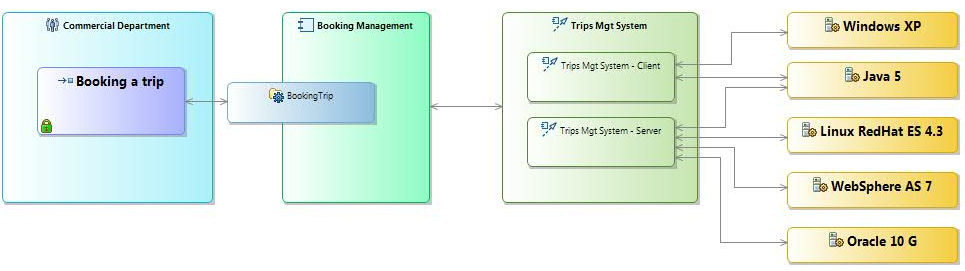 Commercial Department
Booking a trip
Booking Management
BookingTrip
Trips Mgt System
Trips Mgt System - Client
Trips Mgt System - Server
Windows XP
Java 5
Linux RedHat ES 4.3
WebSphere AS 7
Oracle 10 G